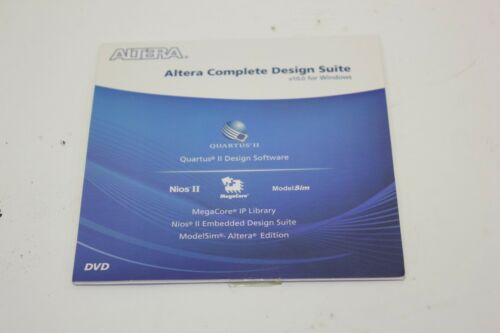 ALTERA®
Altera Complete Design Suite
v10.0 for Windows
QUARTUS® II
Quartus® II Design Software
Nios II
MegaCore®
ModelSim
MegaCore® IP Library
Nios® II Embedded Design Suite
ModelSim®- Altera® Edition
DVD